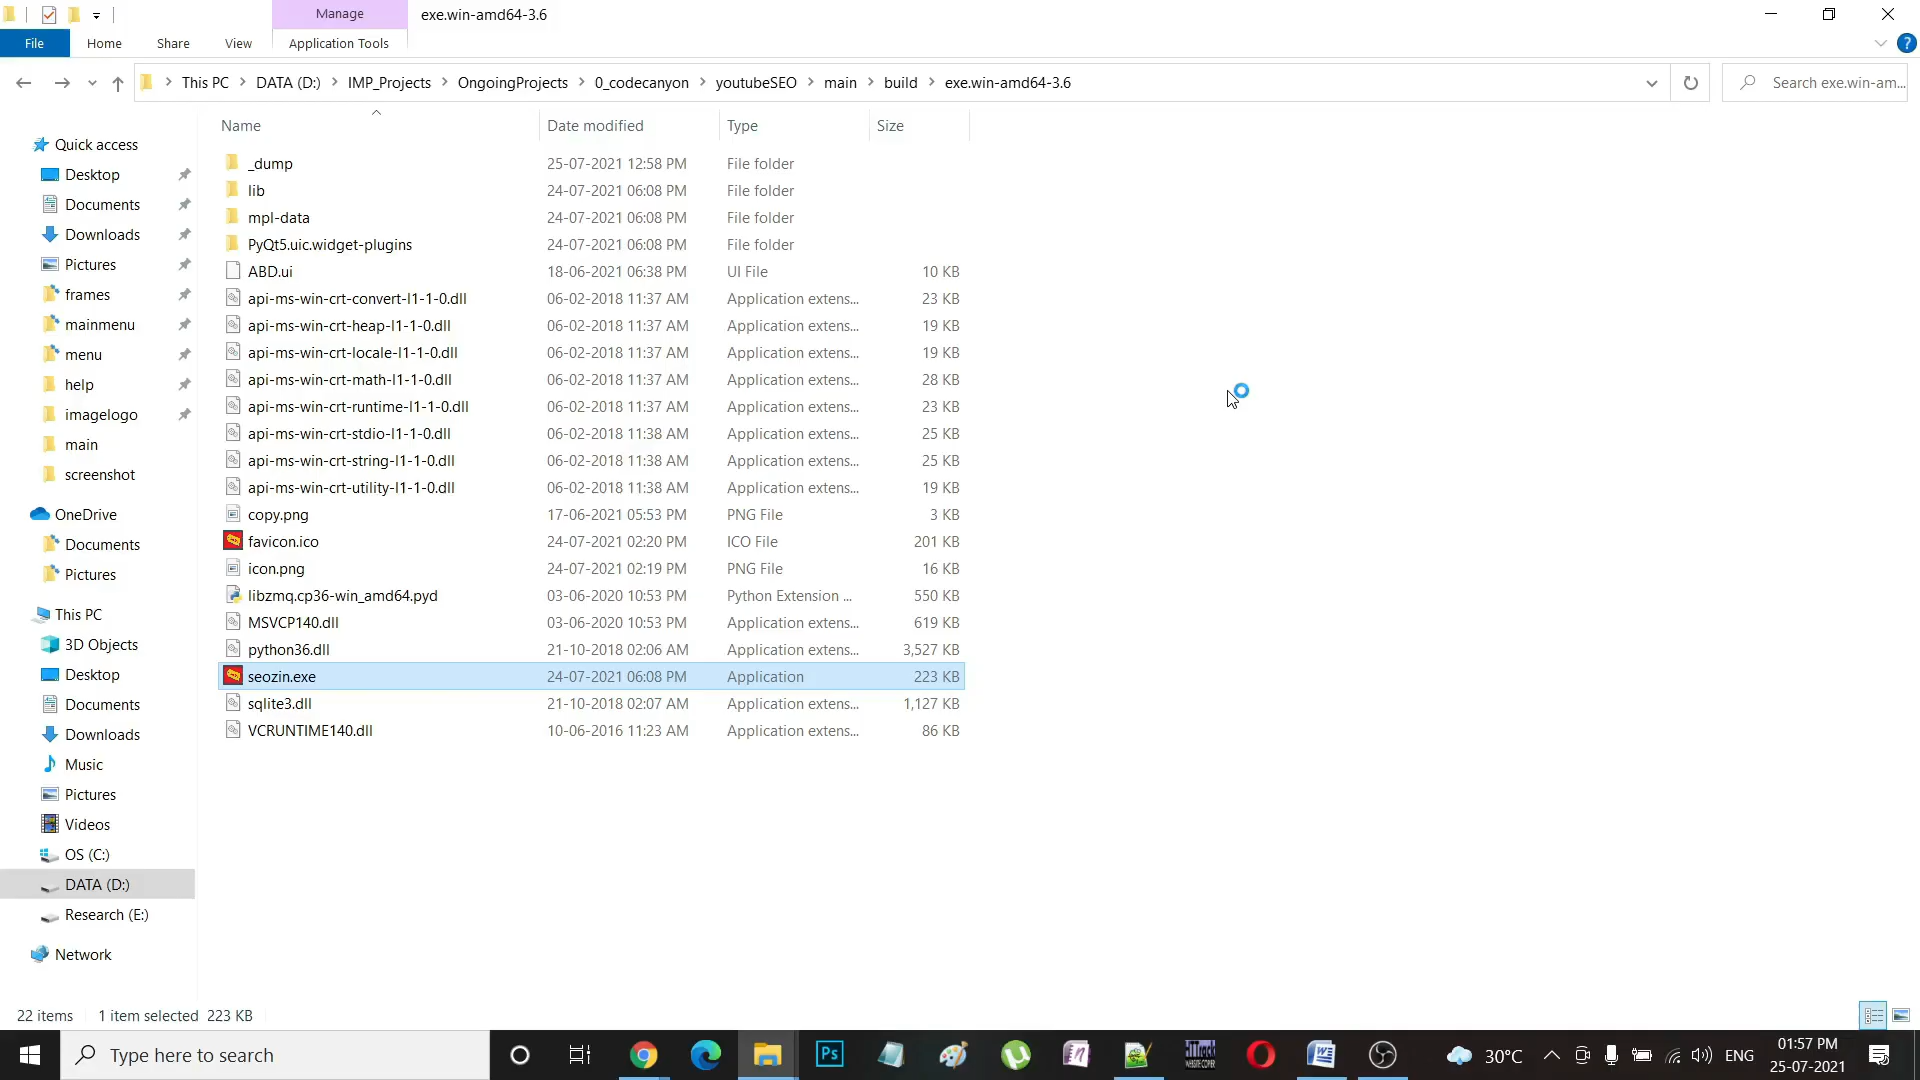 Manage
exe.win-amd64-3.6
File
Home
Share
View
Application Tools
This PC
DATA (D:)
IMP_Projects
OngoingProjects
0_codecanyon
youtubeSEO
main
build
exe.win-amd64-3.6
Search exe.win-am...
Name
Date modified
Type
Size
Quick access
Desktop
Documents
Downloads
Pictures
frames
mainmenu
menu
help
imagelogo
main
screenshot
OneDrive
Documents
Pictures
This PC
3D Objects
Desktop
Documents
Downloads
Music
Pictures
Videos
OS (C:)
DATA (D:)
Research (E:)
Network
_dump 25-07-2021 12:58 PM File folder
lib 24-07-2021 06:08 PM File folder
mpl-data 24-07-2021 06:08 PM File folder
PyQt5.uic.widget-plugins 24-07-2021 06:08 PM File folder
ABD.ui 18-06-2021 06:38 PM UI File 10 KB
api-ms-win-crt-convert-l1-1-0.dll 06-02-2018 11:37 AM Application extens... 23 KB
api-ms-win-crt-heap-l1-1-0.dll 06-02-2018 11:37 AM Application extens... 19 KB
api-ms-win-crt-locale-l1-1-0.dll 06-02-2018 11:37 AM Application extens... 19 KB
api-ms-win-crt-math-l1-1-0.dll 06-02-2018 11:37 AM Application extens... 28 KB
api-ms-win-crt-runtime-l1-1-0.dll 06-02-2018 11:37 AM Application extens... 23 KB
api-ms-win-crt-stdio-l1-1-0.dll 06-02-2018 11:38 AM Application extens... 25 KB
api-ms-win-crt-string-l1-1-0.dll 06-02-2018 11:38 AM Application extens... 25 KB
api-ms-win-crt-utility-l1-1-0.dll 06-02-2018 11:38 AM Application extens... 19 KB
copy.png 17-06-2021 05:53 PM PNG File 3 KB
favicon.ico 24-07-2021 02:20 PM ICO File 201 KB
icon.png 24-07-2021 02:19 PM PNG File 16 KB
libzmq.cp36-win_amd64.pyd 03-06-2020 10:53 PM Python Extension ... 550 KB
MSVCP140.dll 03-06-2020 10:53 PM Application extens... 619 KB
python36.dll 21-10-2018 02:06 AM Application extens... 3,527 KB
seozin.exe 24-07-2021 06:08 PM Application 223 KB
sqlite3.dll 21-10-2018 02:07 AM Application extens... 1,127 KB
VCRUNTIME140.dll 10-06-2016 11:23 AM Application extens... 86 KB
22 items 1 item selected 223 KB
Type here to search
Ps
30°C
ENG
01:57 PM
25-07-2021